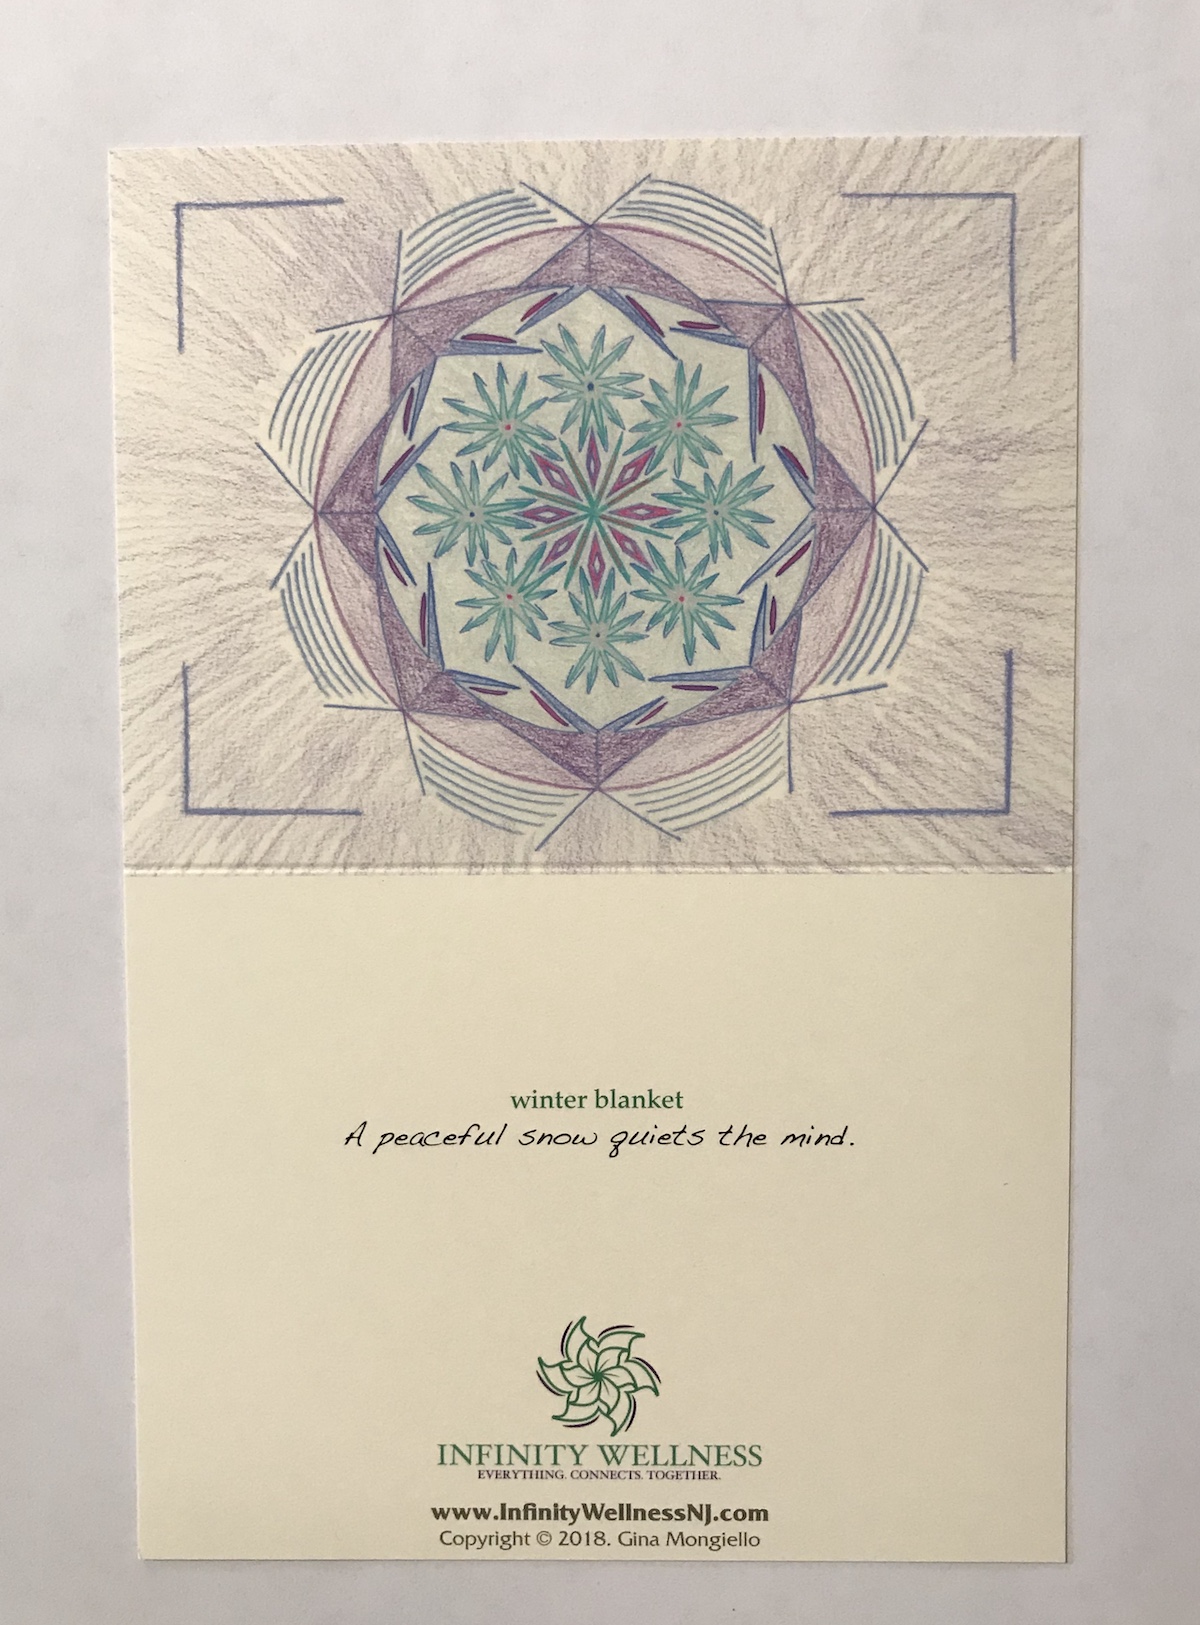 winter blanket
A peaceful snow quiets the mind.
INFINITY WELLNESS
EVERYTHING. CONNECTS. TOGETHER.
www.InfinityWellnessNJ.com
Copyright © 2018. Gina Mongiello